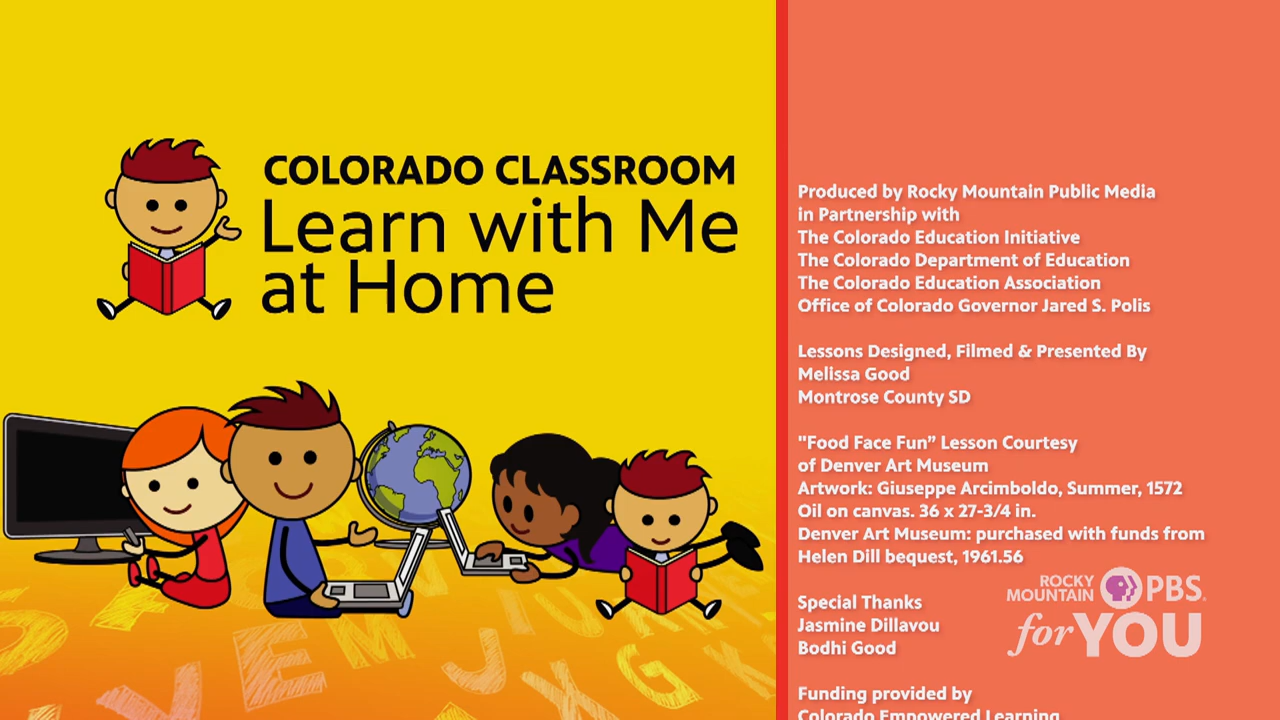 COLORADO CLASSROOM
Learn with Me
at Home
Produced by Rocky Mountain Public Media
in Partnership with
The Colorado Education Initiative
The Colorado Department of Education
The Colorado Education Association
Office of Colorado Governor Jared S. Polis
Lessons Designed, Filmed & Presented By
Melissa Good
Montrose County SD
"Food Face Fun” Lesson Courtesy
of Denver Art Museum
Artwork: Giuseppe Arcimboldo, Summer, 1572
Oil on canvas. 36 x 27-3/4 in.
Denver Art Museum: purchased with funds from
Helen Dill bequest, 1961.56
Special Thanks
Jasmine Dillavou
Bodhi Good
Funding provided by
Colorado Empowered Learning
ROCKY
MOUNTAIN PBS.
for YOU